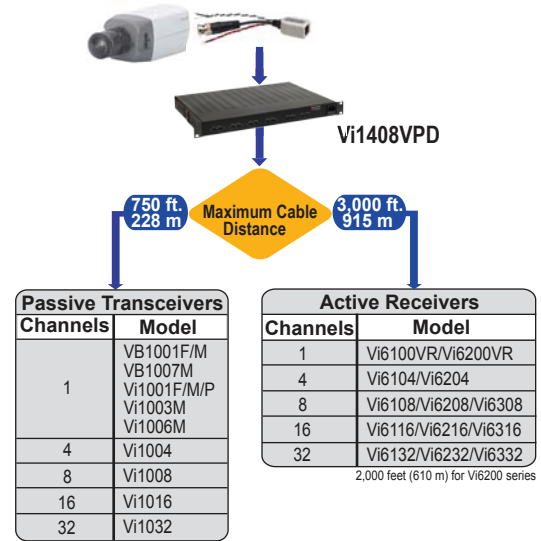 Vi1408VPD
750 ft.
228 m
Maximum Cable
Distance
3,000 ft.
915 m
Passive Transceivers
Channels Model
1
VB1001F/M
VB1007M
Vi1001F/M/P
Vi1003M
Vi1006M
4 Vi1004
8 Vi1008
16 Vi1016
32 Vi1032
Active Receivers
Channels Model
1 Vi6100VR/Vi6200VR
4 Vi6104/Vi6204
8 Vi6108/Vi6208/Vi6308
16 Vi6116/Vi6216/Vi6316
32 Vi6132/Vi6232/Vi6332
2,000 feet (610 m) for Vi6200 series